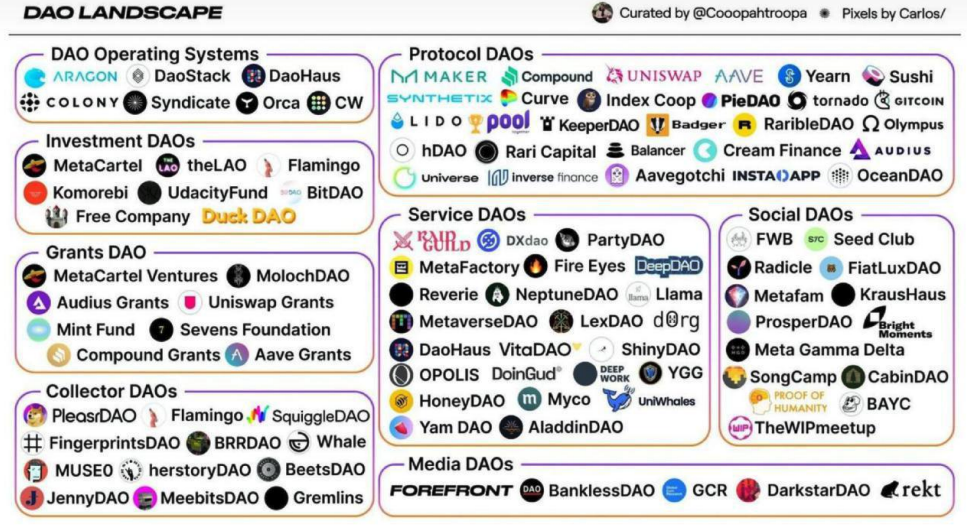 DAO LANDSCAPE
Curated by @Cooopahtroopa
Pixels by Carlos/
DAO Operating Systems
ARAGON DaoStack DaoHaus
COLONY Syndicate Orca CW
Investment DAOs
MetaCartel THE LAO theLAO Flamingo
Komorebi UdacityFund BitDAO
Free Company Duck DAO
Grants DAO
MetaCartel Ventures MolochDAO
Audius Grants Uniswap Grants
Mint Fund 7 Sevens Foundation
Compound Grants Aave Grants
Collector DAOs
PleasrDAO Flamingo SquiggleDAO
FingerprintsDAO BRRDAO Whale
MUSE0 herstoryDAO BeetsDAO
J JennyDAO MeebitsDAO Gremlins
Protocol DAOs
MAKER Compound UNISWAP AAVE Yearn Sushi
SYNTHETIX Curve Index Coop PieDAO tornado GITCOIN
LIDO pool together KeeperDAO Badger R RaribleDAO Olympus
hDAO Rari Capital Balancer Cream Finance AUDIUS
Universe inverse finance Aavegotchi INSTADAPP OceanDAO
Service DAOs
RAID GUILD DXdao PartyDAO
MetaFactory Fire Eyes DeepDAO
Reverie NeptuneDAO llama Llama
MetaverseDAO LexDAO dOrg
DaoHaus VitaDAO ShinyDAO
OPOLIS DoinGud DEEP WORK YGG
HoneyDAO m Myco UniWhales
Yam DAO AladdinDAO
Social DAOs
FWB S7C Seed Club
Radicle FiatLuxDAO
Metafam KrausHaus
ProsperDAO Bright Moments
Meta Gamma Delta
SongCamp CabinDAO
PROOF OF HUMANITY BAYC
WIP TheWIPmeetup
Media DAOs
FOREFRONT DAO BanklessDAO GCR DarkstarDAO rekt